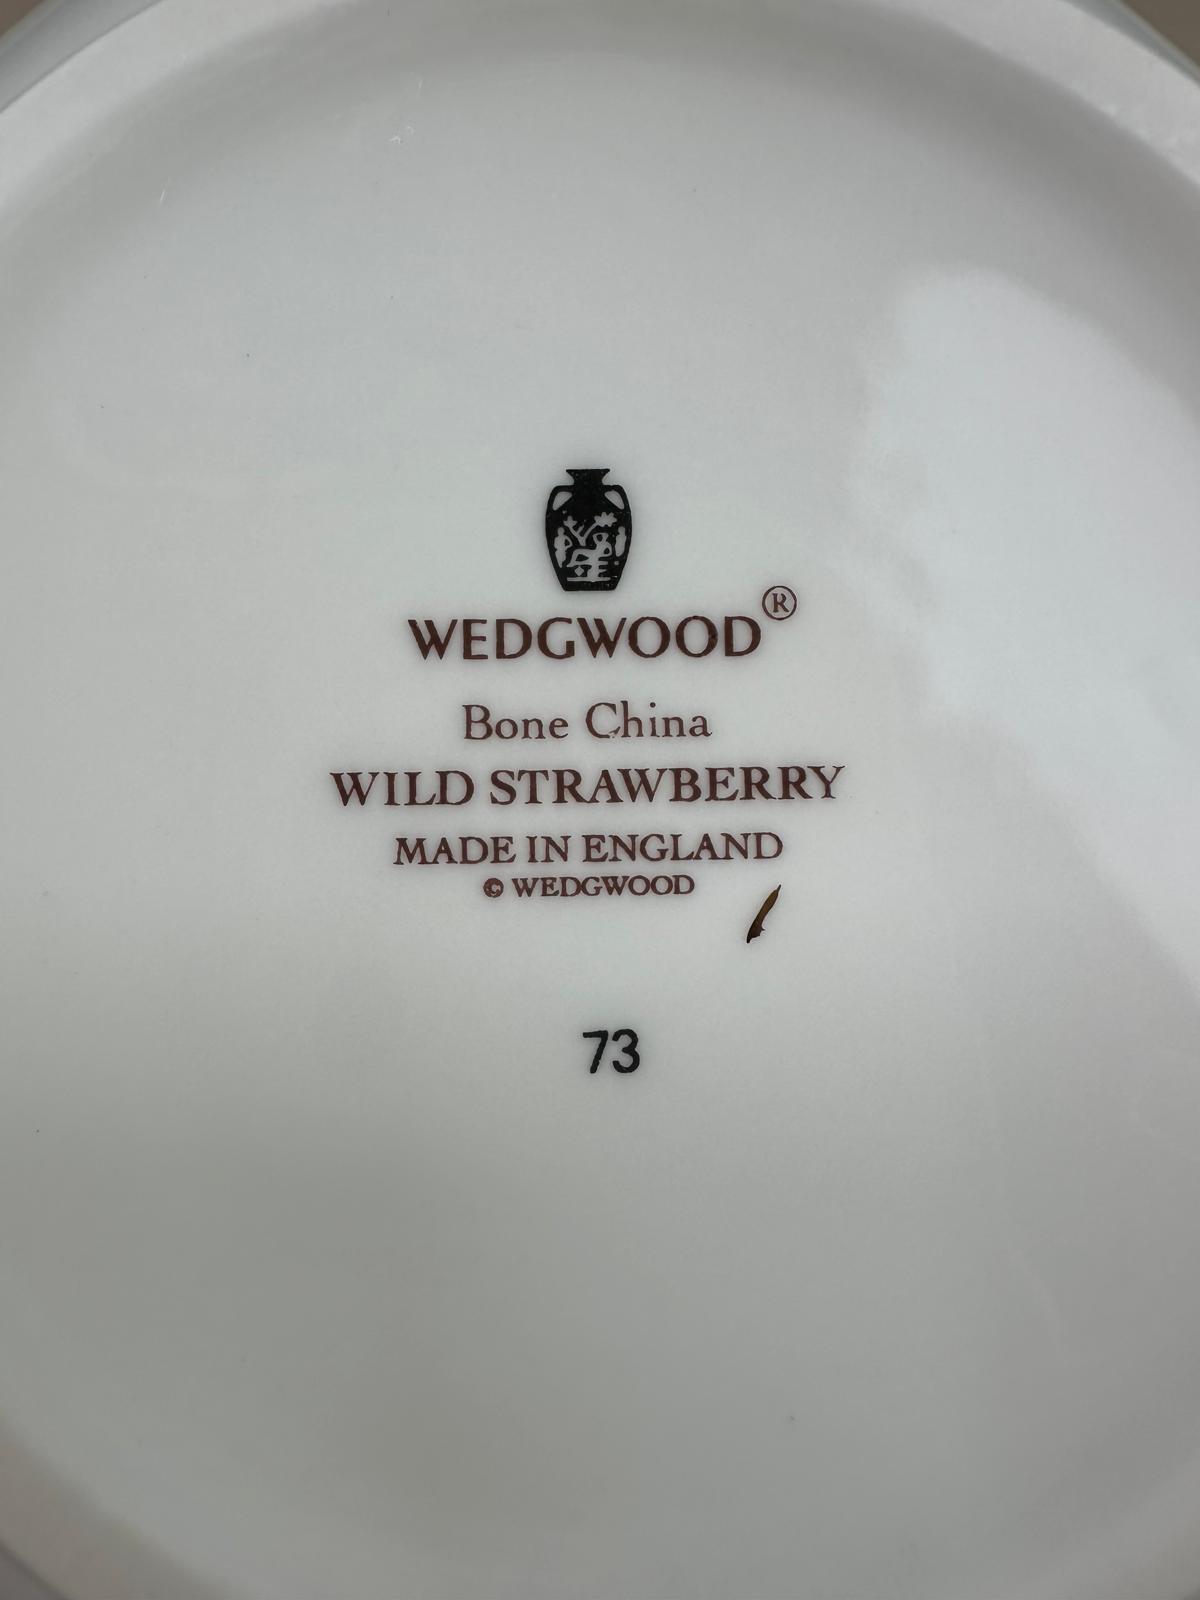 WEDGWOOD®
Bone China
WILD STRAWBERRY
MADE IN ENGLAND
© WEDGWOOD
73